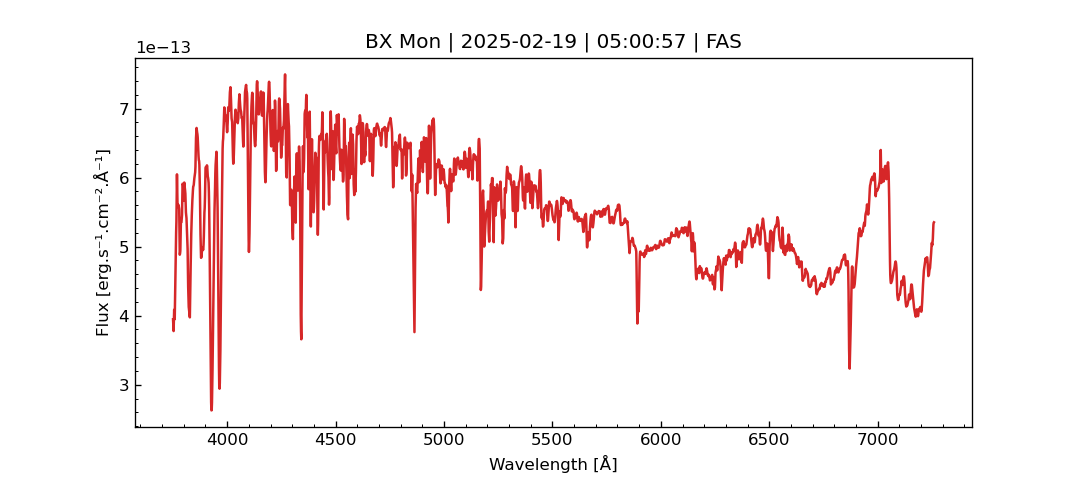 BX Mon | 2025-02-19 | 05:00:57 | FAS
1e−13
7
6
5
4
3
Flux [erg.s⁻¹.cm⁻².Å⁻¹]
4000 4500 5000 5500 6000 6500 7000
Wavelength [Å]